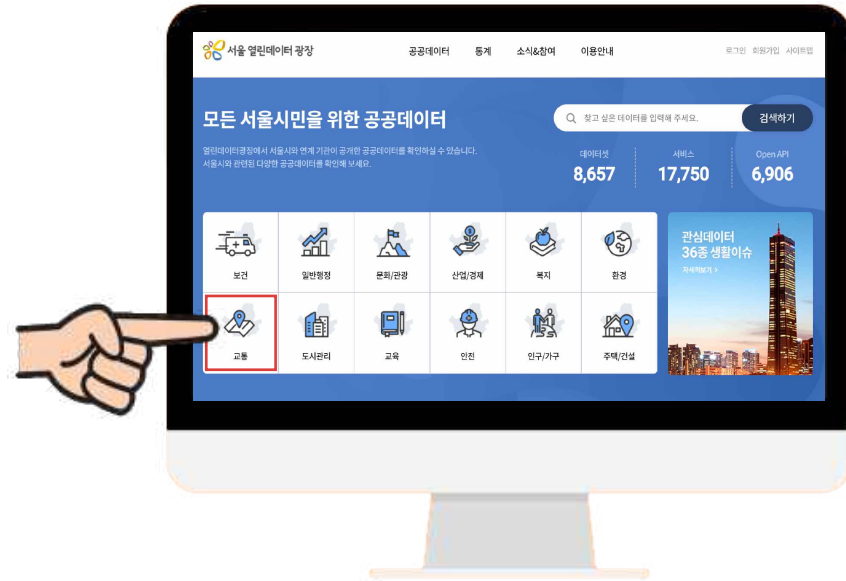 서울 열린데이터 광장
공공데이터 통계 소식&참여 이용안내
로그인 회원가입 사이트맵
모든 서울시민을 위한 공공데이터
찾고 싶은 데이터를 입력해 주세요. 검색하기
열린데이터광장에서 서울시와 연계 기관이 공개한 공공데이터를 확인하실 수 있습니다.
서울시와 관련된 다양한 공공데이터를 확인해 보세요.
데이터셋 서비스 Open API
8,657 17,750 6,906
보건 일반행정 문화/관광 산업/경제 복지 환경
교통 도시관리 교육 안전 인구/가구 주택/건설
관심데이터
36종 생활이슈
자세히보기 >